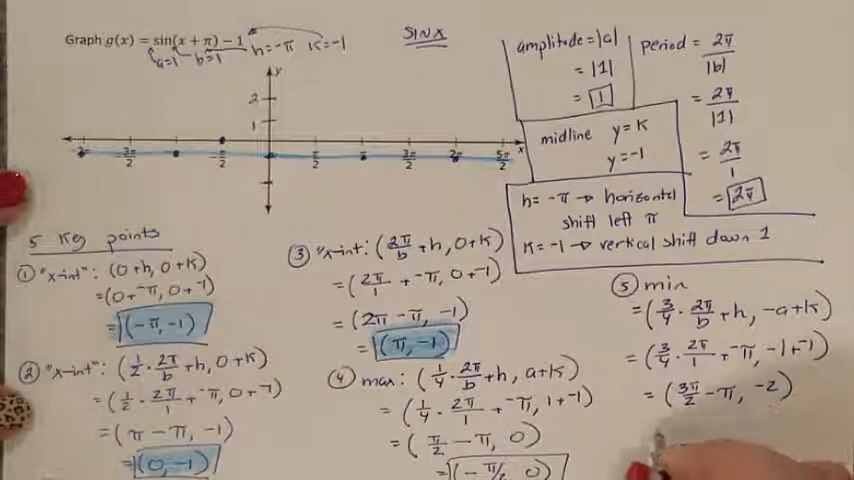 Graph g(x) = sin(x + π) − 1
a=1 b=1 h=-π K=-1
SINX
amplitude = |a|
= |1|
= 1
period = 2π/|b|
= 2π/|1|
= 2π/1
= 2π
midline y=K
y=-1
h = -π → horizontal
shift left π
K = -1 → vertical shift down 1
y
2
1
x
-2π -3π/2 -π/2 π/2 3π/2 2π 5π/2
5 Key points
① "x-int": (0+h, 0+K)
= (0+-π, 0+-1)
= (-π, -1)
② "x-int": (1/2 · 2π/b + h, 0+K)
= (1/2 · 2π/1 + -π, 0+-1)
= (π - π, -1)
= (0, -1)
③ "x-int: (2π/b + h, 0+K)
= (2π/1 + -π, 0+-1)
= (2π - π, -1)
= (π, -1)
④ max: (1/4 · 2π/b + h, a+K)
= (1/4 · 2π/1 + -π, 1+-1)
= (π/2 - π, 0)
= (-π/2, 0)
⑤ min
= (3/4 · 2π/b + h, -a+K)
= (3/4 · 2π/1 + -π, -1+-1)
= (3π/2 - π, -2)